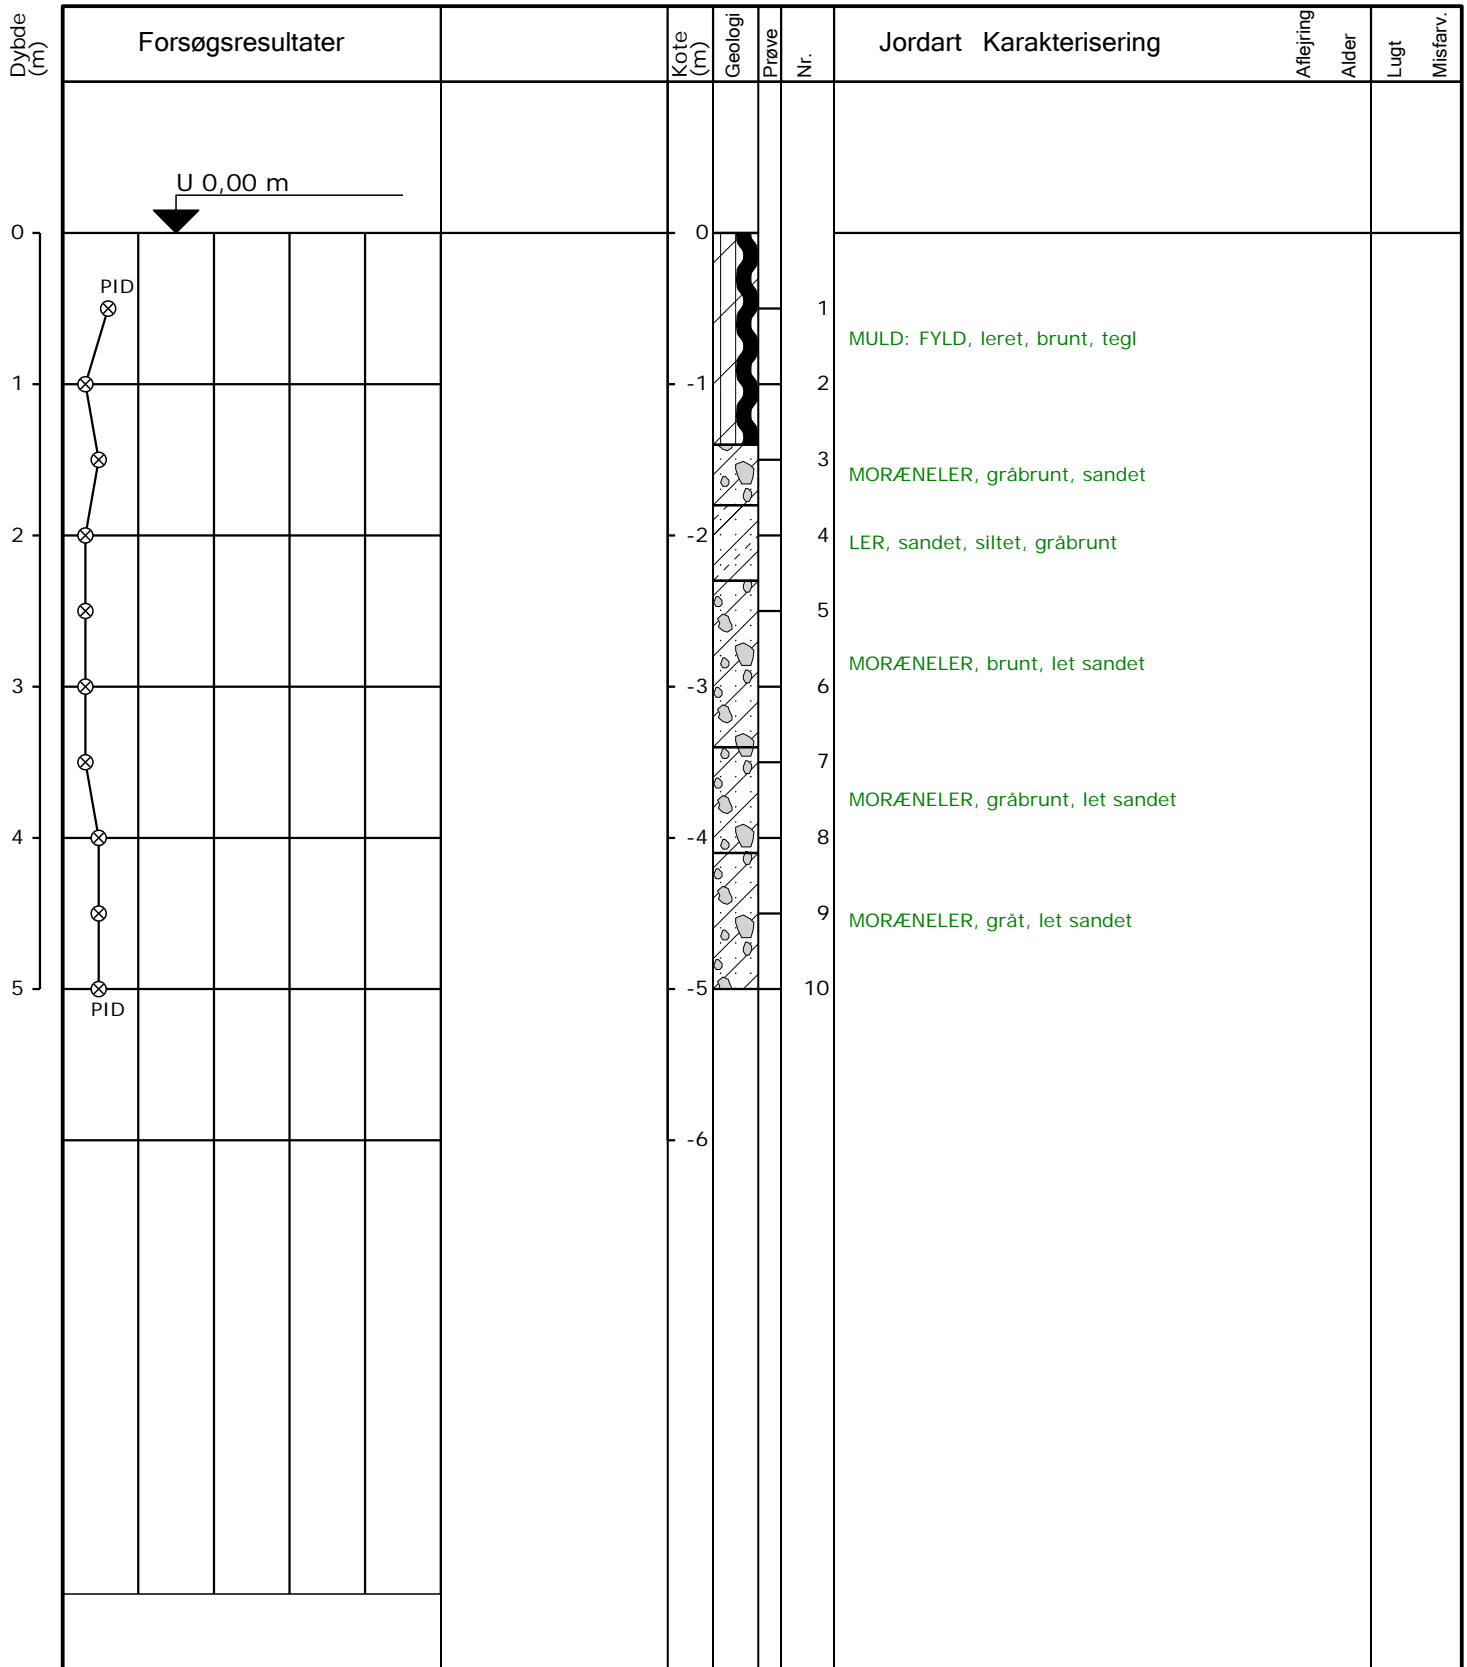 Dybde
(m)
Forsøgsresultater
Kote
(m)
Geologi
Prøve
Nr.
Jordart Karakterisering
Aflejring
Alder
Lugt
Misfarv.
U 0,00 m
0
0
PID
1
MULD: FYLD, leret, brunt, tegl
1
-1
2
3
MORÆNELER, gråbrunt, sandet
2
-2
4
LER, sandet, siltet, gråbrunt
5
MORÆNELER, brunt, let sandet
3
-3
6
7
MORÆNELER, gråbrunt, let sandet
4
-4
8
9
MORÆNELER, gråt, let sandet
5
-5
10
PID
-6